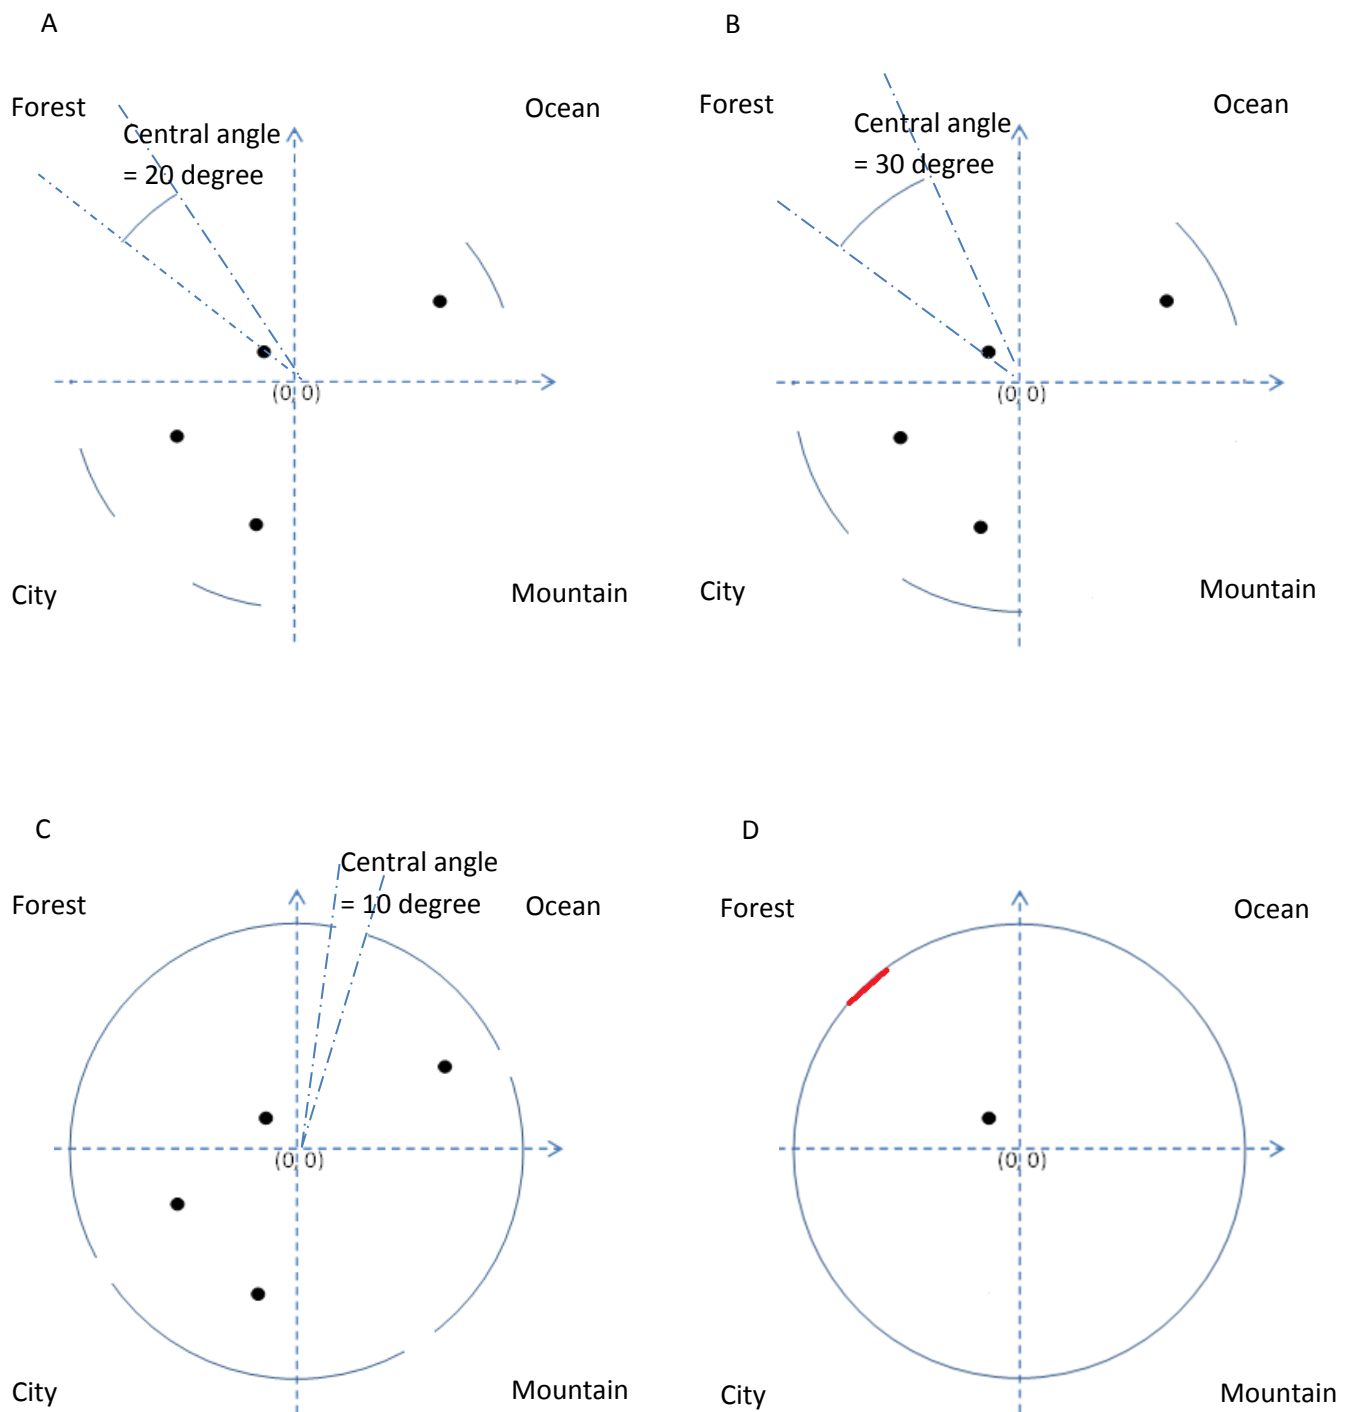 A
B
Forest
Ocean
Central angle
= 20 degree
(0, 0)
City
Mountain
Forest
Ocean
Central angle
= 30 degree
(0, 0)
City
Mountain
C
D
Central angle
= 10 degree
Forest
Ocean
(0, 0)
City
Mountain
Forest
Ocean
(0, 0)
City
Mountain